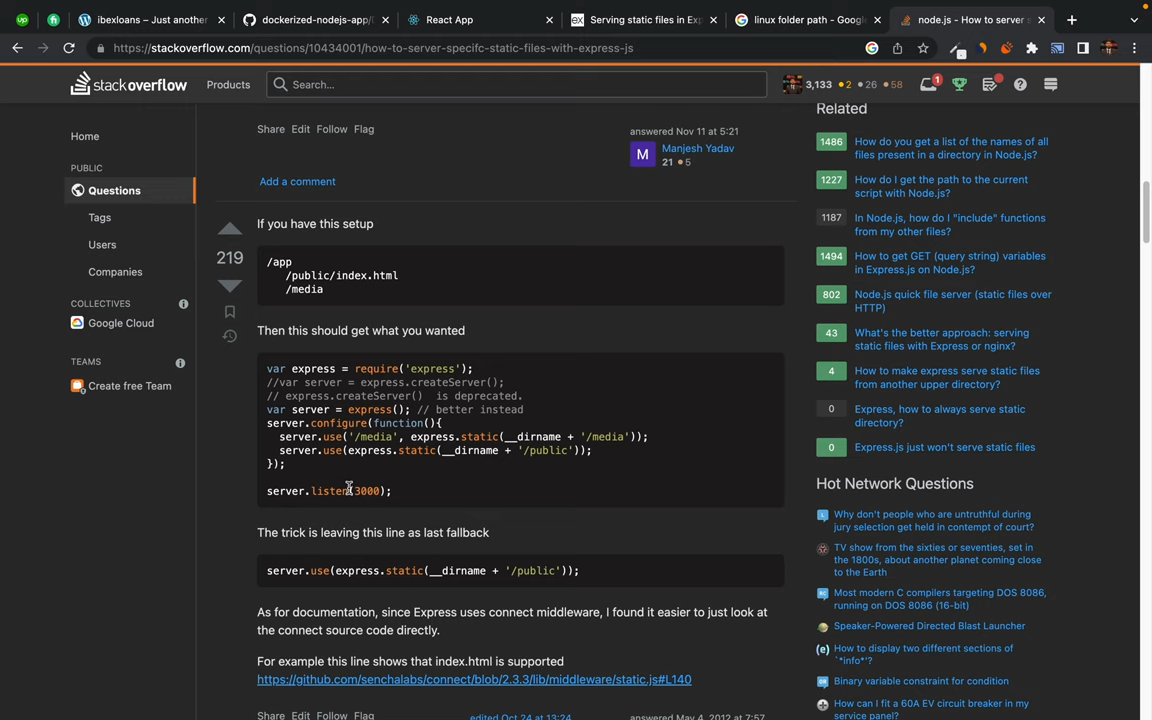 ibexloans – Just another
dockerized-nodejs-app/
React App
Serving static files in Exp
linux folder path - Google
node.js - How to server s
https://stackoverflow.com/questions/10434001/how-to-server-specifc-static-files-with-express-js
stackoverflow
Products
Search...
3,133 2 26 58
1
Home
PUBLIC
Questions
Tags
Users
Companies
COLLECTIVES
Google Cloud
TEAMS
Create free Team
Share Edit Follow Flag
answered Nov 11 at 5:21
M
Manjesh Yadav
21 5
Add a comment
219
If you have this setup
/app
/public/index.html
/media
Then this should get what you wanted
var express = require('express');
//var server = express.createServer();
// express.createServer()  is deprecated.
var server = express(); // better instead
server.configure(function(){
  server.use('/media', express.static(__dirname + '/media'));
  server.use(express.static(__dirname + '/public'));
});
server.listen(3000);
The trick is leaving this line as last fallback
server.use(express.static(__dirname + '/public'));
As for documentation, since Express uses connect middleware, I found it easier to just look at
the connect source code directly.
For example this line shows that index.html is supported
https://github.com/senchalabs/connect/blob/2.3.3/lib/middleware/static.js#L140
Share Edit Follow Flag
edited Oct 24 at 13:24
answered May 4, 2012 at 7:57
Related
1486 How do you get a list of the names of all
files present in a directory in Node.js?
1227 How do I get the path to the current
script with Node.js?
1187 In Node.js, how do I "include" functions
from my other files?
1494 How to get GET (query string) variables
in Express.js on Node.js?
802 Node.js quick file server (static files over
HTTP)
43 What's the better approach: serving
static files with Express or nginx?
4 How to make express serve static files
from another upper directory?
0 Express, how to always serve static
directory?
0 Express.js just won't serve static files
Hot Network Questions
Why don't people who are untruthful during
jury selection get held in contempt of court?
TV show from the sixties or seventies, set in
the 1800s, about another planet coming close
to the Earth
Most modern C compilers targeting DOS 8086,
running on DOS 8086 (16-bit)
Speaker-Powered Directed Blast Launcher
How to display two different sections of
`*info*'?
Binary variable constraint for condition
How can I fit a 60A EV circuit breaker in my
service panel?